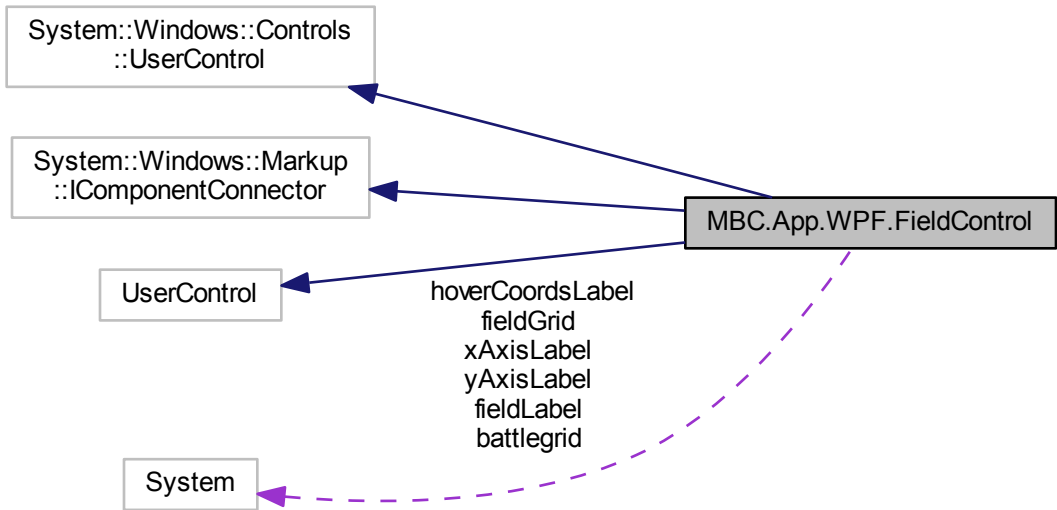 System::Windows::Controls
::UserControl
System::Windows::Markup
::IComponentConnector
MBC.App.WPF.FieldControl
UserControl
hoverCoordsLabel
fieldGrid
xAxisLabel
yAxisLabel
fieldLabel
battlegrid
System